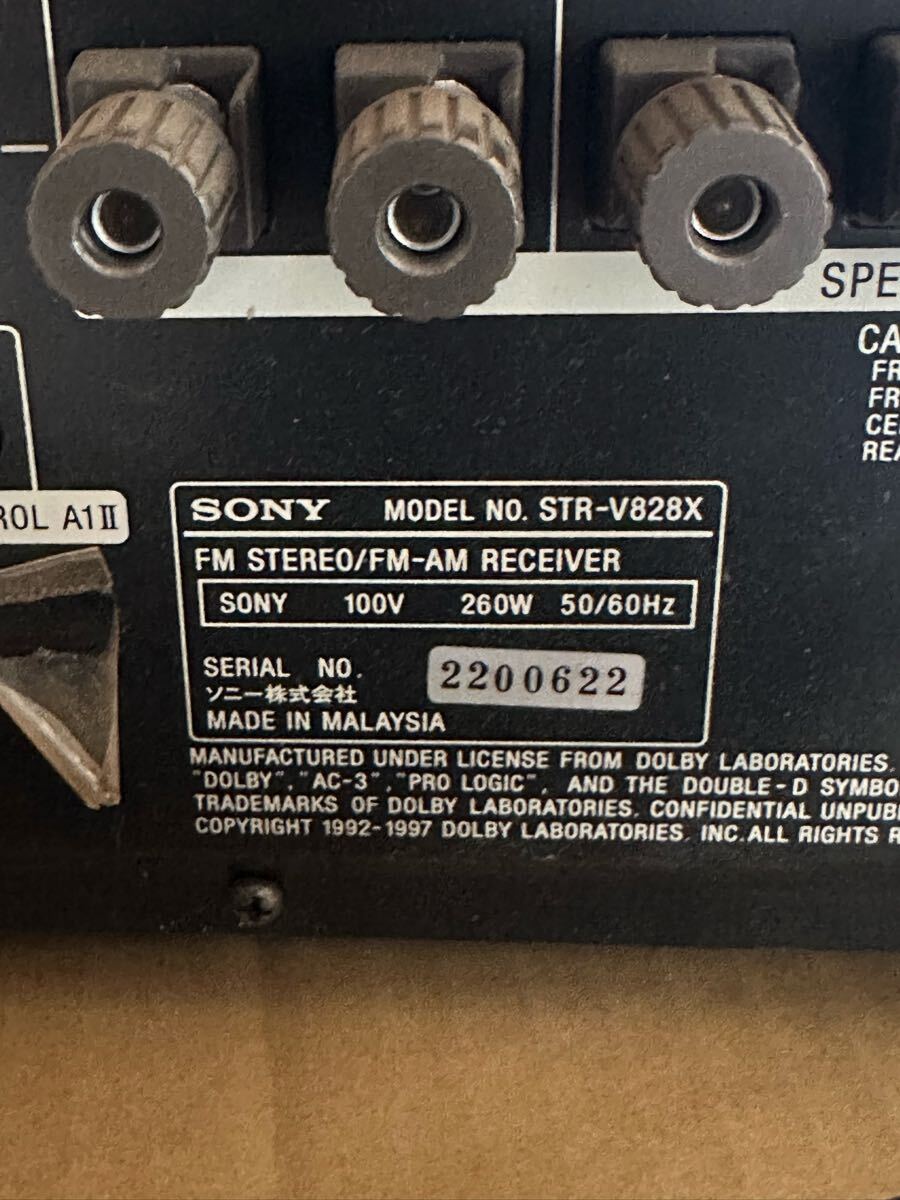 SPE
CA
FR
FR
CE
REA
ROL A1II
SONY MODEL NO. STR-V828X
FM STEREO/FM-AM RECEIVER
SONY 100V 260W 50/60Hz
SERIAL NO. 2200622
ソニー株式会社
MADE IN MALAYSIA
MANUFACTURED UNDER LICENSE FROM DOLBY LABORATORIES.
"DOLBY", "AC-3", "PRO LOGIC", AND THE DOUBLE-D SYMBO
TRADEMARKS OF DOLBY LABORATORIES. CONFIDENTIAL UNPUB
COPYRIGHT 1992-1997 DOLBY LABORATORIES, INC.ALL RIGHTS R